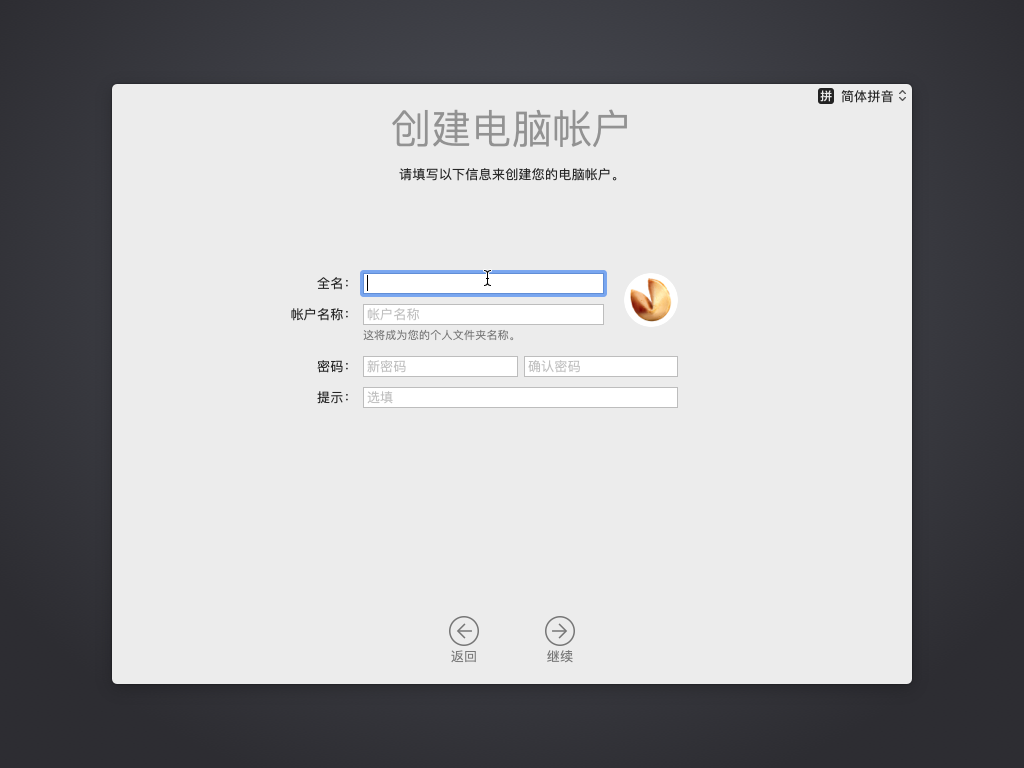 拼 简体拼音
创建电脑帐户
请填写以下信息来创建您的电脑帐户。
全名：
帐户名称： 帐户名称
这将成为您的个人文件夹名称。
密码： 新密码 确认密码
提示： 选填
返回 继续